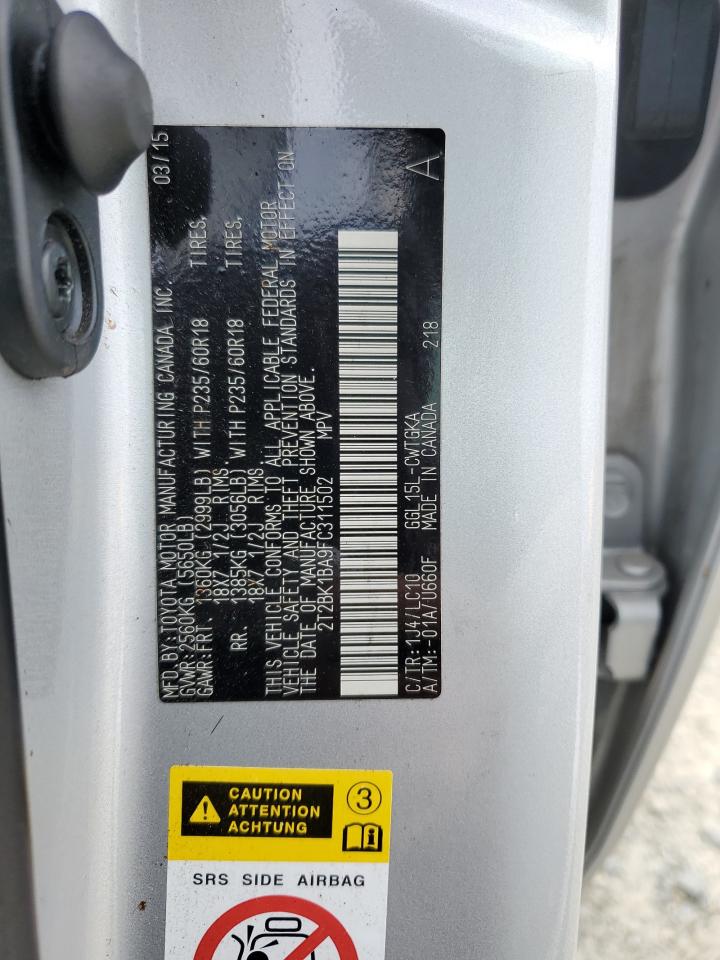 MFD.BY:TOYOTA MOTOR MANUFACTURING CANADA INC. 03/15
GVWR:2560KG (5650LB)
GAWR:FRT 1360KG (2999LB) WITH P235/60R18 TIRES,
18X7 1/2J RIMS.
RR. 1385KG (3056LB) WITH P235/60R18 TIRES,
18X7 1/2J RIMS.
THIS VEHICLE CONFORMS TO ALL APPLICABLE FEDERAL MOTOR
VEHICLE SAFETY AND THEFT PREVENTION STANDARDS IN EFFECT ON
THE DATE OF MANUFACTURE SHOWN ABOVE.
2T2BK1BA9FC311502 MPV
A
C/TR:1J4/LC10 GGL15L-CWTGKA
A/TM:-01A/U660F MADE IN CANADA 218
CAUTION
ATTENTION
ACHTUNG
3
SRS SIDE AIRBAG